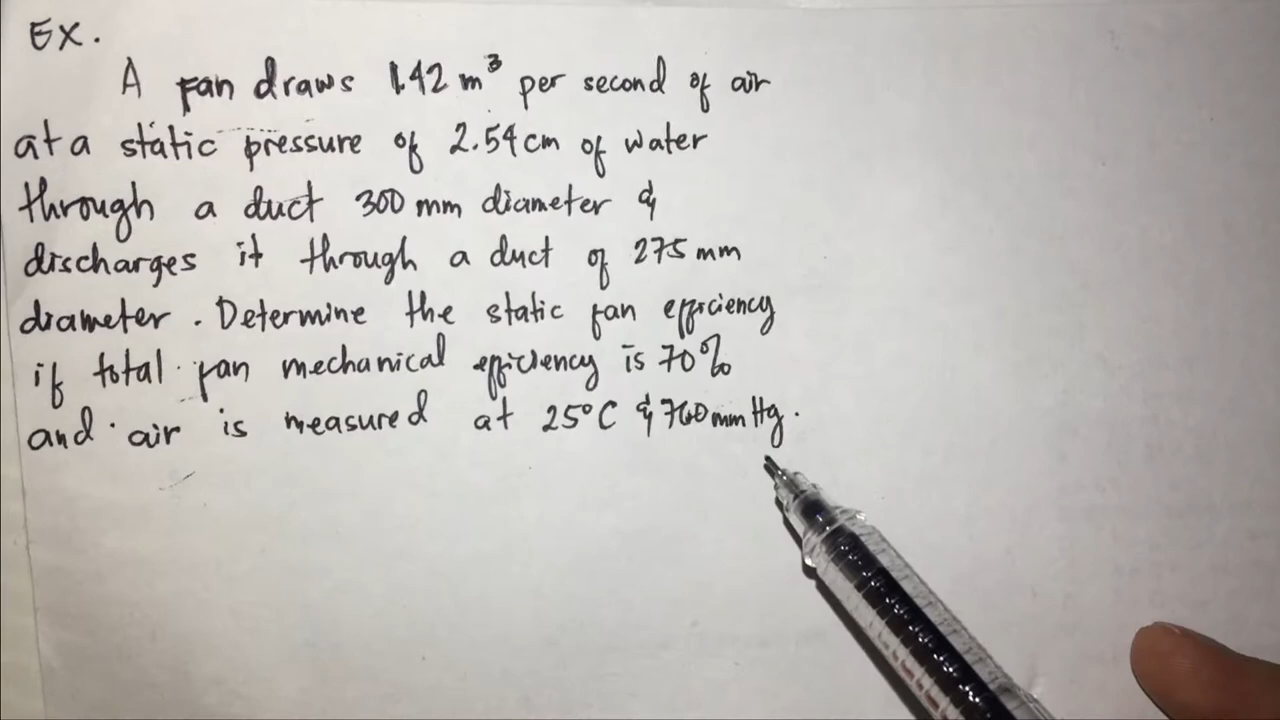 EX.
A fan draws 1.42 m³ per second of air
at a static pressure of 2.54 cm of water
through a duct 300 mm diameter &
discharges it through a duct of 275 mm
diameter. Determine the static fan efficiency
if total fan mechanical efficiency is 70%
and air is measured at 25°C & 760 mm Hg.